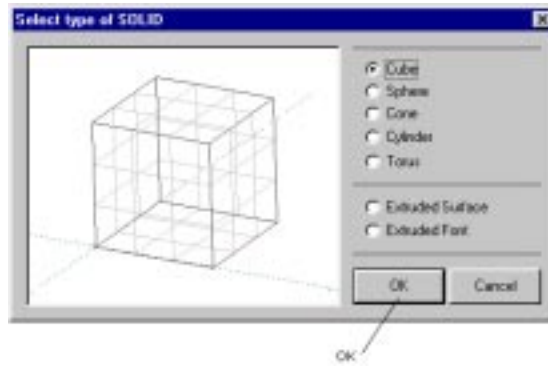 Select type of SOLID
Cube
Sphere
Cone
Cylinder
Torus
Extruded Surface
Extruded Font
OK
Cancel
OK